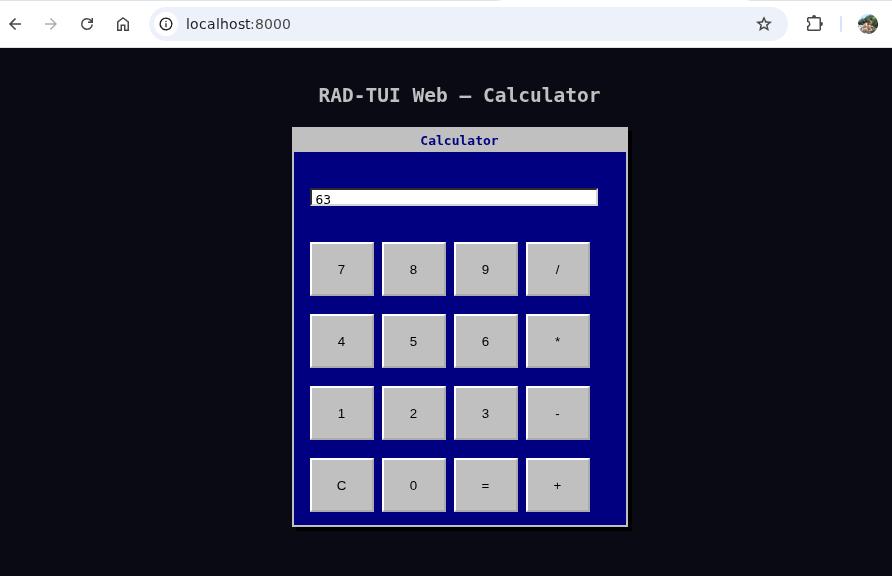 localhost:8000
RAD-TUI Web — Calculator
Calculator
63
7 8 9 /
4 5 6 *
1 2 3 -
C 0 = +